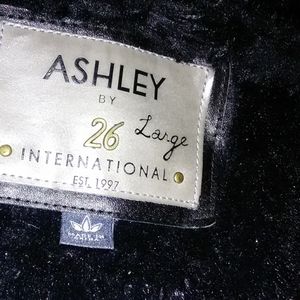 ASHLEY
BY
26 Large
INTERNATIONAL
EST. 1997